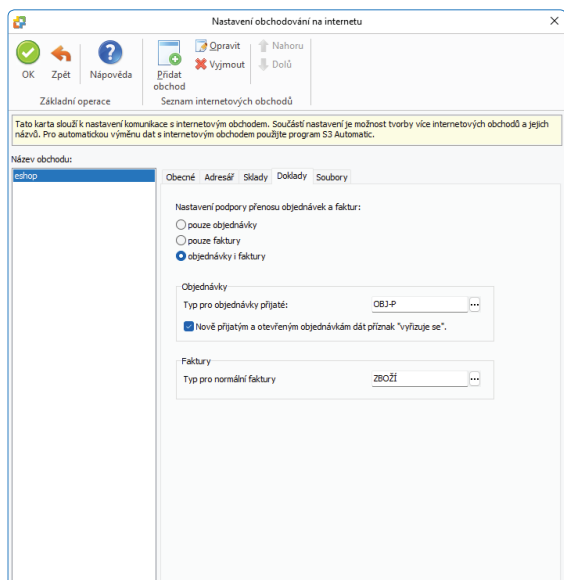 Nastavení obchodování na internetu
OK
Zpět
Nápověda
Přidat obchod
Opravit
Vyjmout
Nahoru
Dolů
Základní operace
Seznam internetových obchodů
Tato karta slouží k nastavení komunikace s internetovým obchodem. Součástí nastavení je možnost tvorby více internetových obchodů a jejich
názvů. Pro automatickou výměnu dat s internetovým obchodem použijte program S3 Automatic.
Název obchodu:
eshop
Obecné Adresář Sklady Doklady Soubory
Nastavení podpory přenosu objednávek a faktur:
pouze objednávky
pouze faktury
objednávky i faktury
Objednávky
Typ pro objednávky přijaté: OBJ-P ...
Nově přijatým a otevřeným objednávkám dát příznak "vyřizuje se".
Faktury
Typ pro normální faktury ZBOŽÍ ...